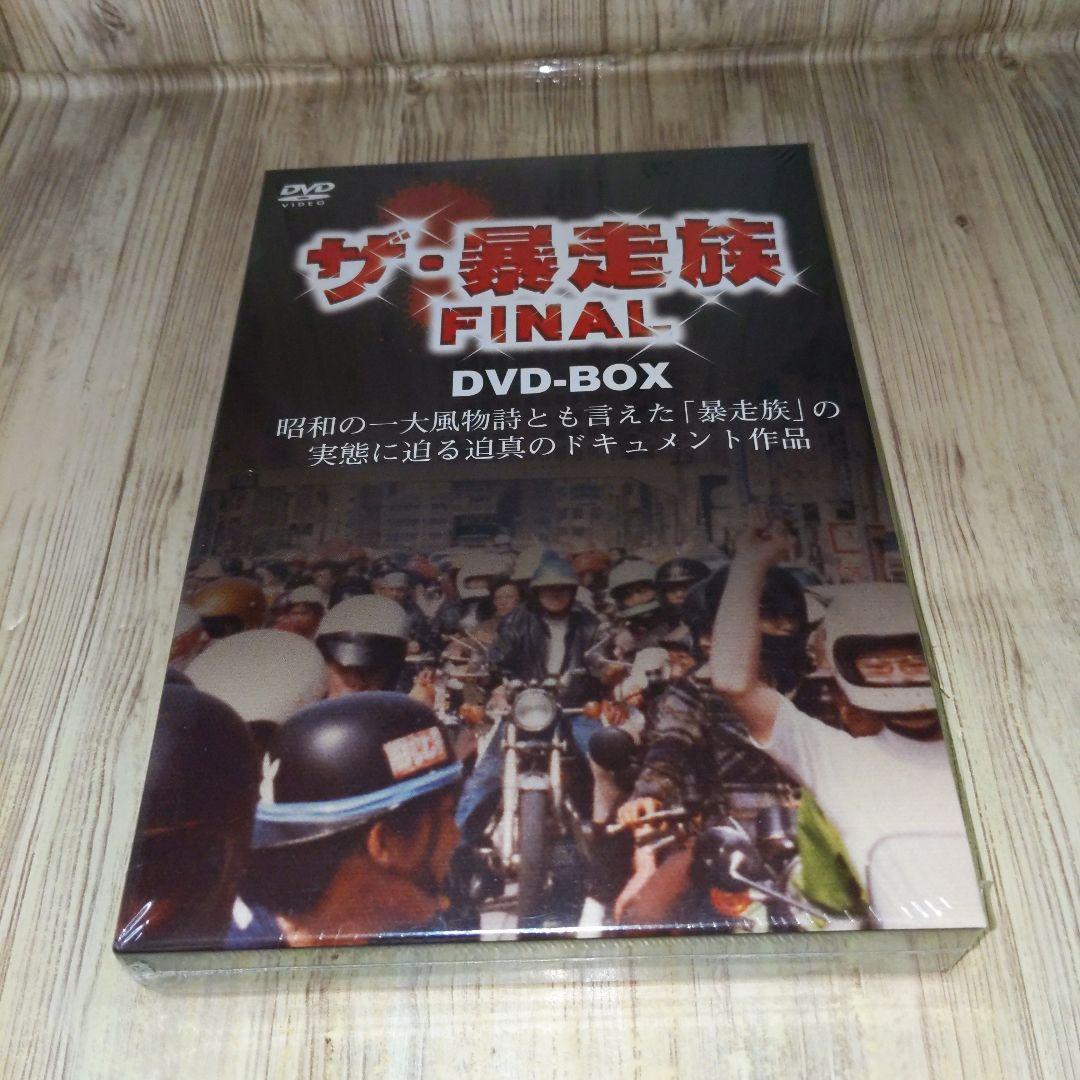 DVD
VIDEO
ザ・暴走族
FINAL
DVD-BOX
昭和の一大風物詩とも言えた「暴走族」の
実態に迫る迫真のドキュメント作品